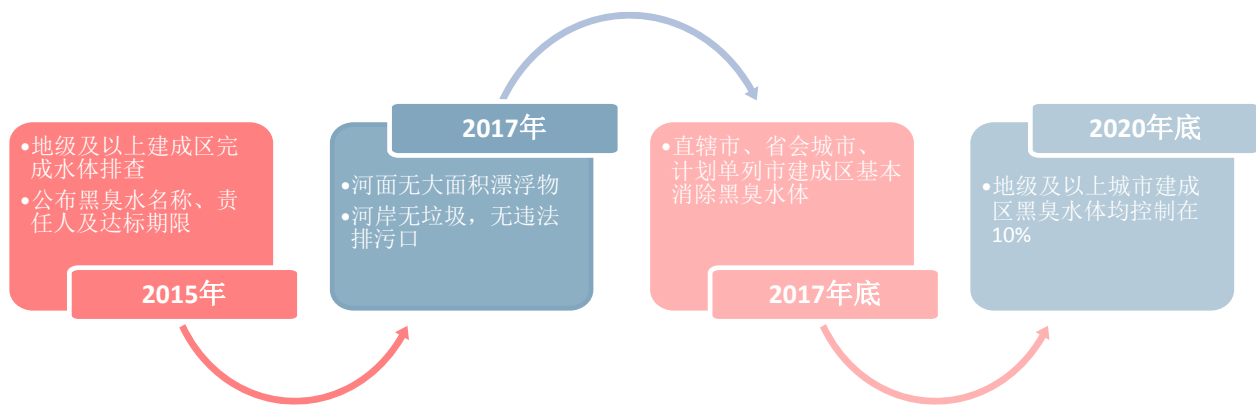 •地级及以上建成区完
成水体排查
•公布黑臭水名称、责
任人及达标期限
2015年
2017年
•河面无大面积漂浮物
•河岸无垃圾，无违法
排污口
•直辖市、省会城市、
计划单列市建成区基本
消除黑臭水体
2017年底
2020年底
•地级及以上城市建成
区黑臭水体均控制在
10%